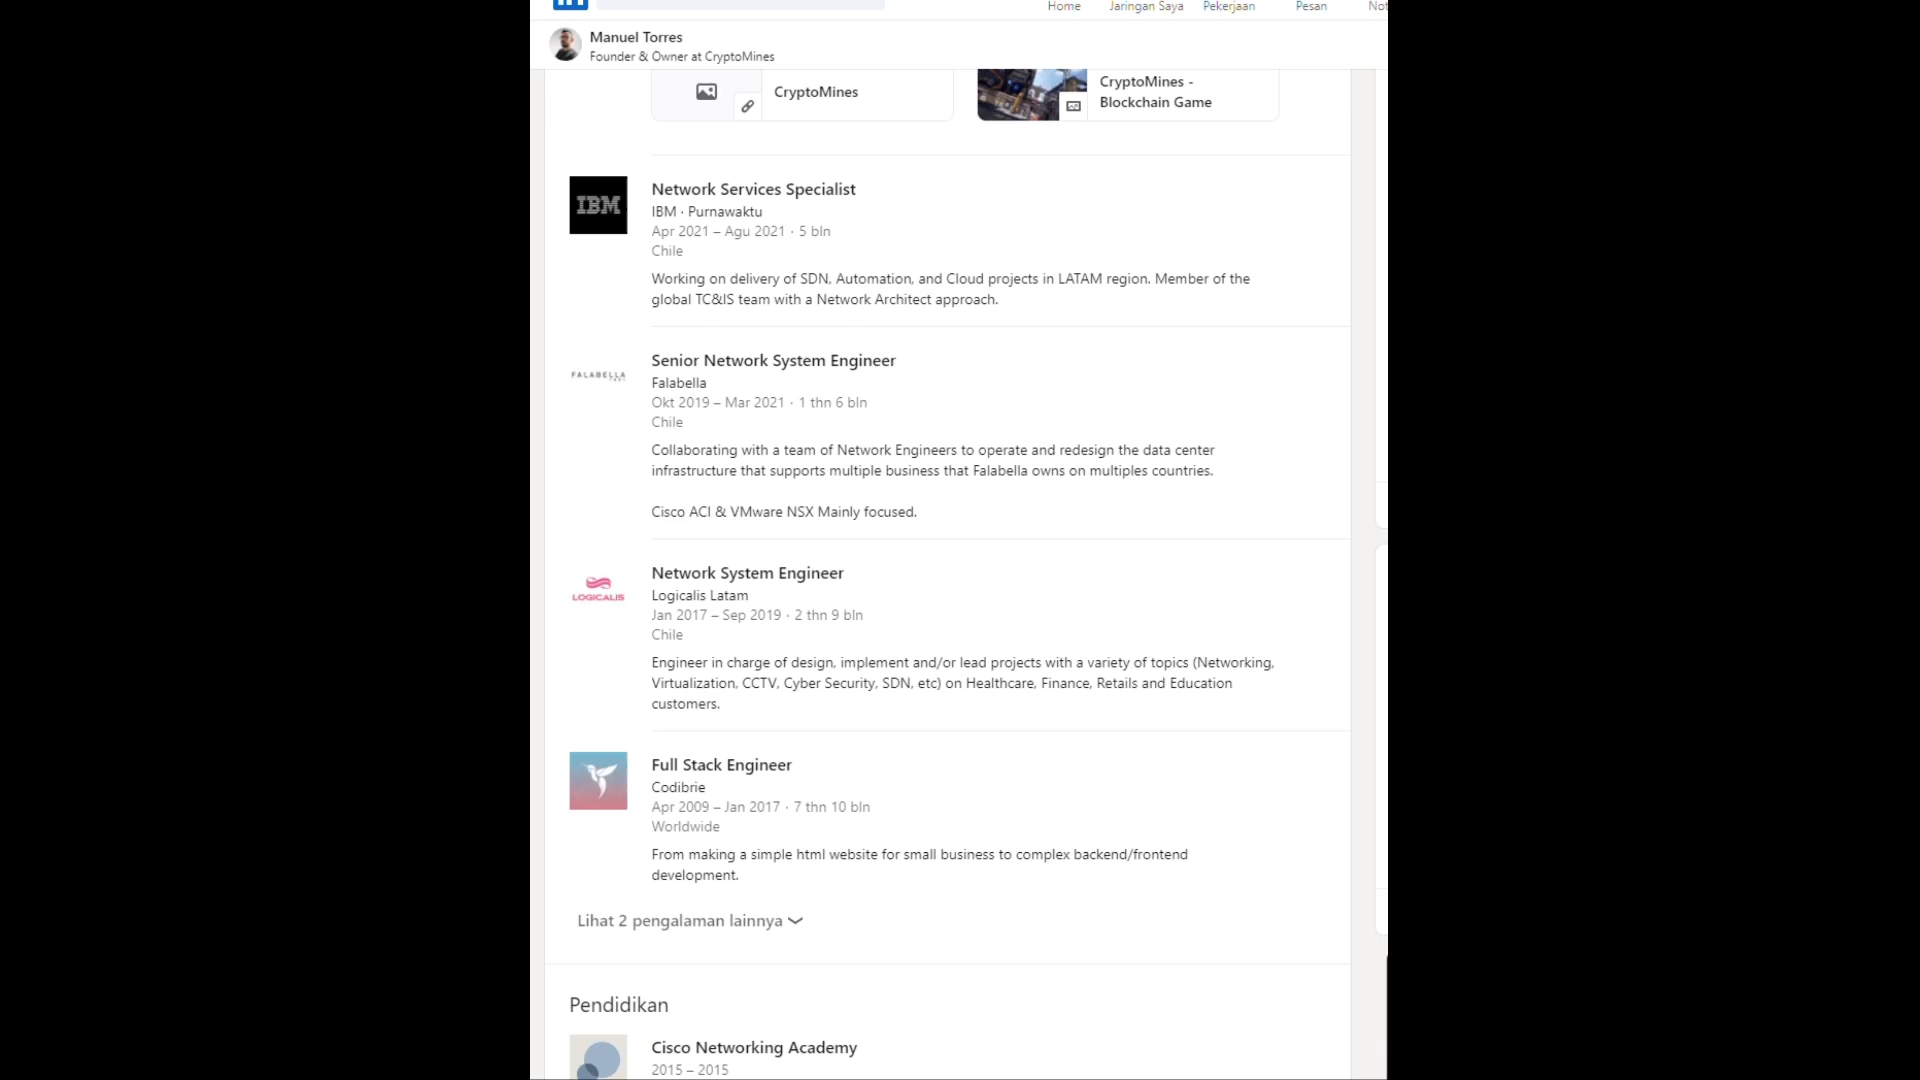 Home Jaringan Saya Pekerjaan Pesan Not
Manuel Torres
Founder & Owner at CryptoMines
CryptoMines
CryptoMines -
Blockchain Game
IBM
Network Services Specialist
IBM · Purnawaktu
Apr 2021 – Agu 2021 · 5 bln
Chile
Working on delivery of SDN, Automation, and Cloud projects in LATAM region. Member of the
global TC&IS team with a Network Architect approach.
FALABELLA
Senior Network System Engineer
Falabella
Okt 2019 – Mar 2021 · 1 thn 6 bln
Chile
Collaborating with a team of Network Engineers to operate and redesign the data center
infrastructure that supports multiple business that Falabella owns on multiples countries.
Cisco ACI & VMware NSX Mainly focused.
LOGICALIS
Network System Engineer
Logicalis Latam
Jan 2017 – Sep 2019 · 2 thn 9 bln
Chile
Engineer in charge of design, implement and/or lead projects with a variety of topics (Networking,
Virtualization, CCTV, Cyber Security, SDN, etc) on Healthcare, Finance, Retails and Education
customers.
Full Stack Engineer
Codibrie
Apr 2009 – Jan 2017 · 7 thn 10 bln
Worldwide
From making a simple html website for small business to complex backend/frontend
development.
Lihat 2 pengalaman lainnya
Pendidikan
Cisco Networking Academy
2015 – 2015